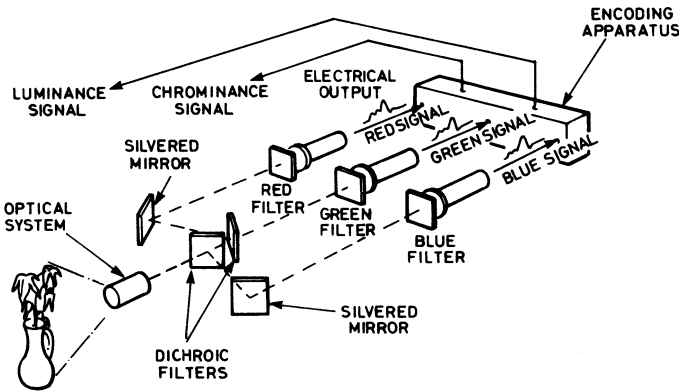 ENCODING
APPARATUS
LUMINANCE
SIGNAL
CHROMINANCE
SIGNAL
ELECTRICAL
OUTPUT
RED SIGNAL
GREEN SIGNAL
BLUE SIGNAL
SILVERED
MIRROR
RED
FILTER
GREEN
FILTER
BLUE
FILTER
OPTICAL
SYSTEM
SILVERED
MIRROR
DICHROIC
FILTERS